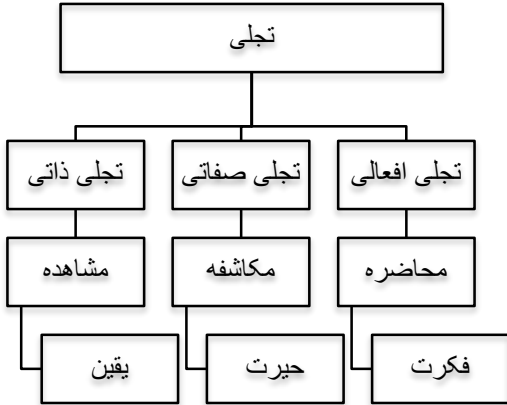 تجلی
تجلی افعالی
تجلی صفاتی
تجلی ذاتی
محاضره
مکاشفه
مشاهده
فکرت
حیرت
یقین